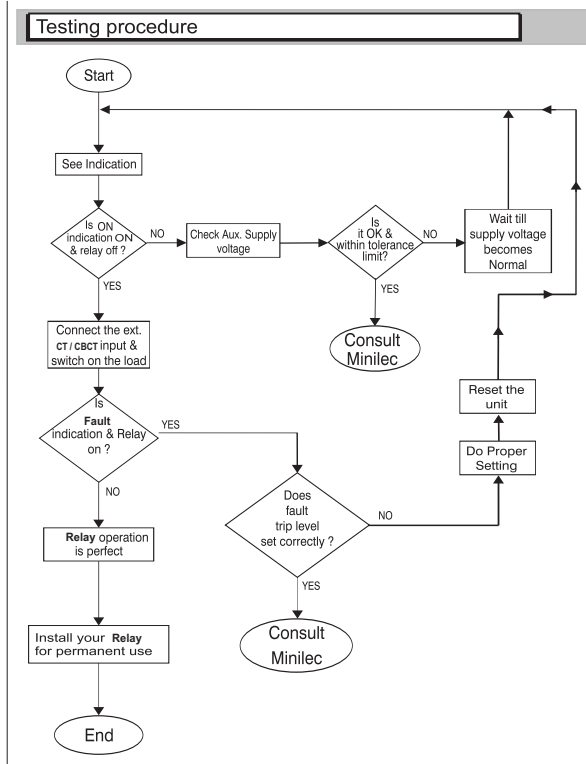 Testing procedure
Start
See Indication
Is ON
indication ON
& relay off ?
NO
Check Aux. Supply
voltage
Is
it OK &
within tolerance
limit?
NO
Wait till
supply voltage
becomes
Normal
YES
YES
Consult
Minilec
Connect the ext.
CT / CBCT input &
switch on the load
Is
Fault
indication & Relay
on ?
YES
Reset the
unit
Do Proper
Setting
NO
Does
fault
trip level
set correctly ?
NO
Relay operation
is perfect
YES
Consult
Minilec
Install your Relay
for permanent use
End